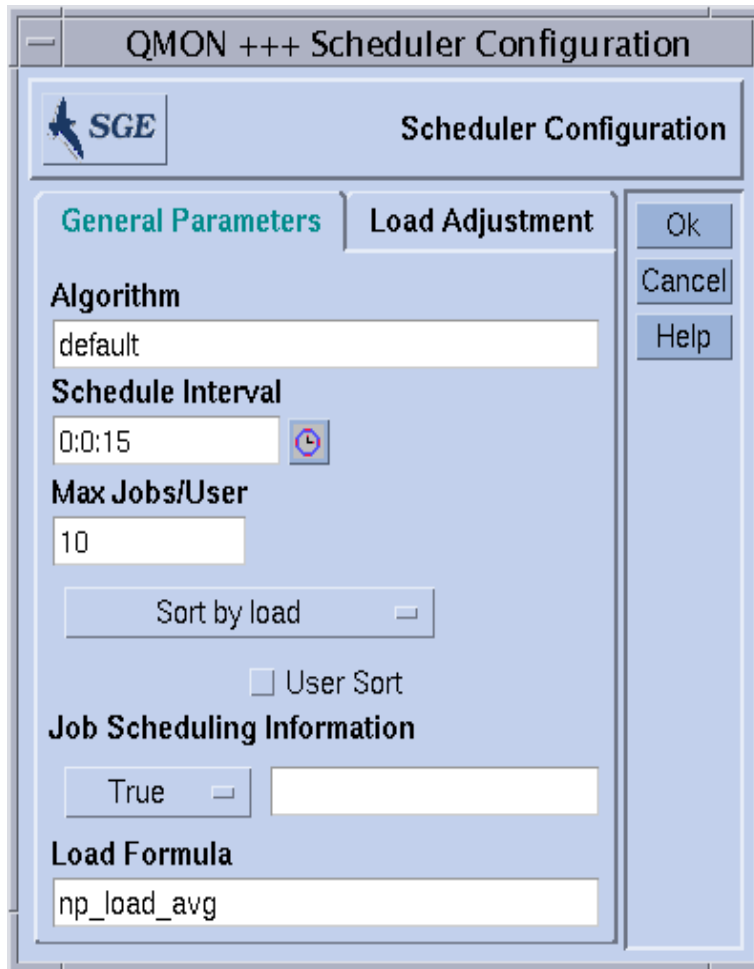 QMON +++ Scheduler Configuration
SGE
Scheduler Configuration
General Parameters
Load Adjustment
Algorithm
default
Schedule Interval
0:0:15
Max Jobs/User
10
Sort by load
User Sort
Job Scheduling Information
True
Load Formula
np_load_avg
Ok
Cancel
Help